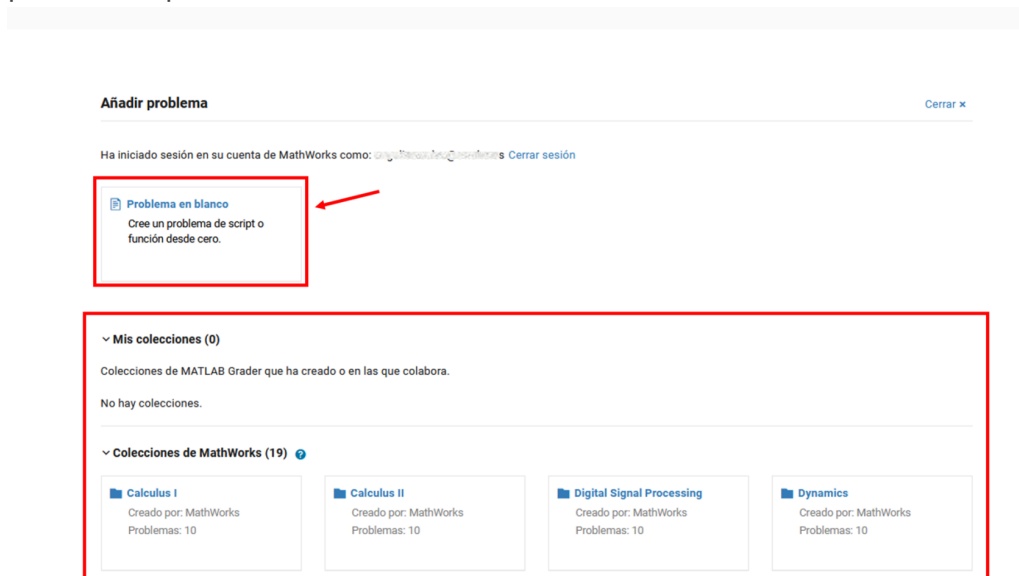 Añadir problema
Cerrar ×
Ha iniciado sesión en su cuenta de MathWorks como: Cerrar sesión
Problema en blanco
Cree un problema de script o
función desde cero.
Mis colecciones (0)
Colecciones de MATLAB Grader que ha creado o en las que colabora.
No hay colecciones.
Colecciones de MathWorks (19) ?
Calculus I
Creado por: MathWorks
Problemas: 10
Calculus II
Creado por: MathWorks
Problemas: 10
Digital Signal Processing
Creado por: MathWorks
Problemas: 10
Dynamics
Creado por: MathWorks
Problemas: 10